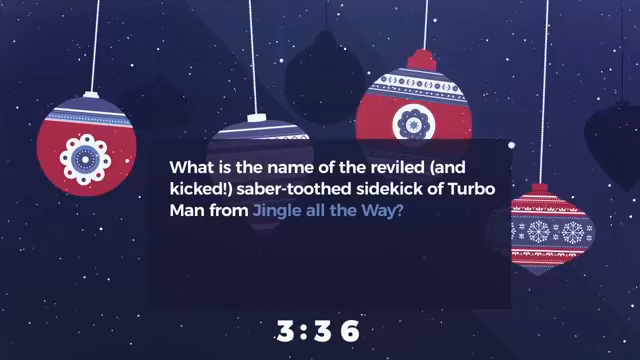 What is the name of the reviled (and
kicked!) saber-toothed sidekick of Turbo
Man from Jingle all the Way?
3:36